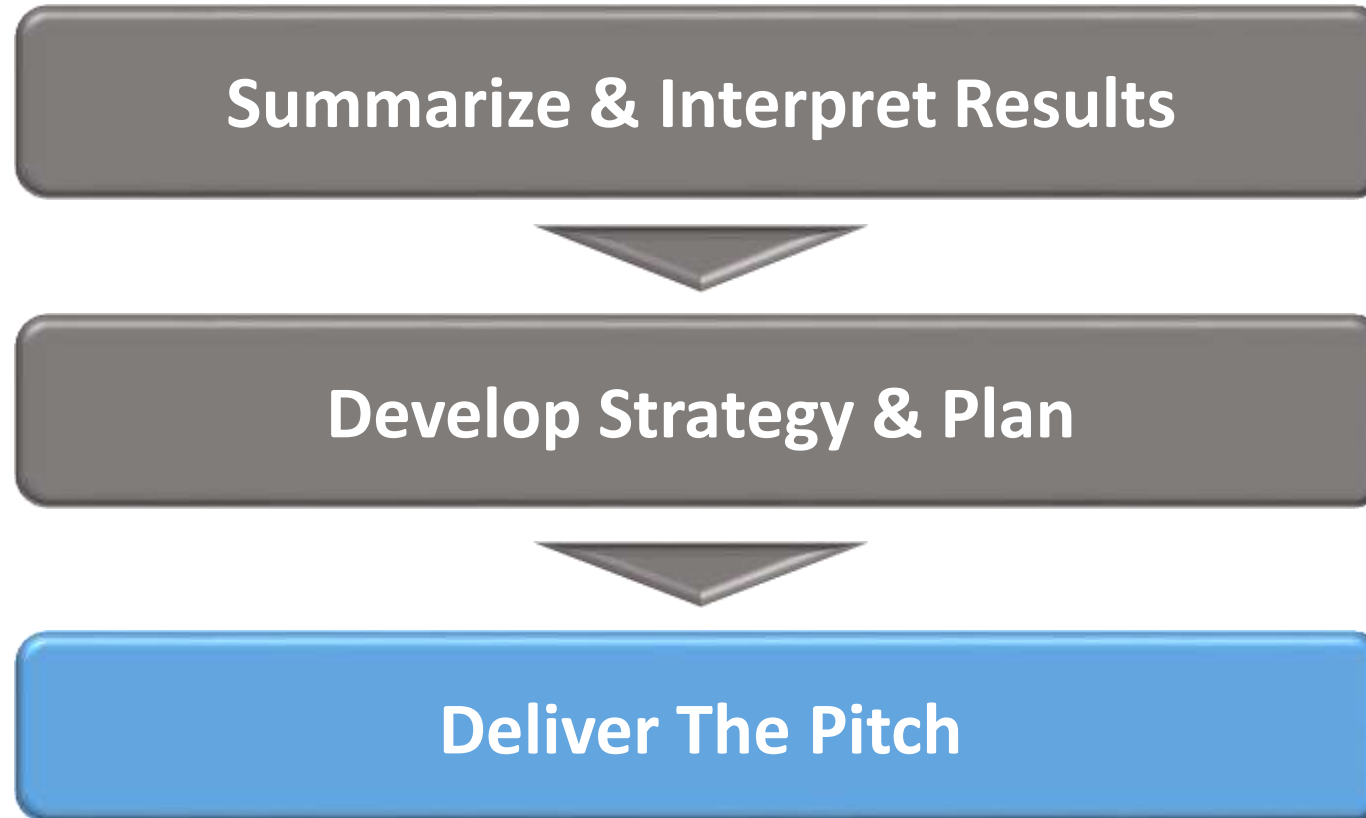 Summarize & Interpret Results
Develop Strategy & Plan
Deliver The Pitch